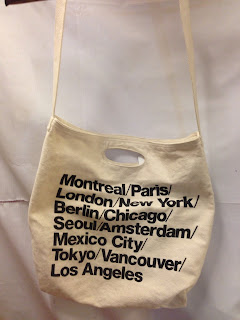 Montreal/Paris/
London/New York/
Berlin/Chicago/
Seoul/Amsterdam/
Mexico City/
Tokyo/Vancouver/
Los Angeles